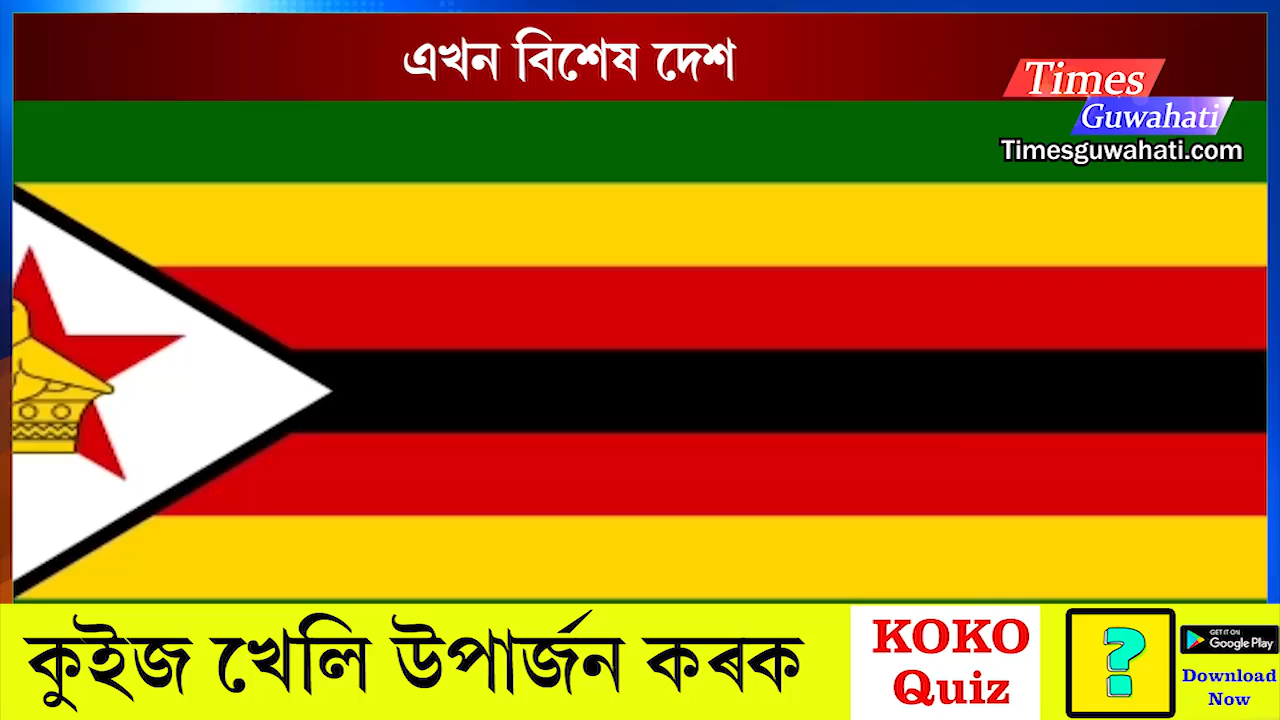 এখন বিশেষ দেশ
Times
Guwahati
Timesguwahati.com
কুইজ খেলি উপাৰ্জন কৰক
KOKO
Quiz
?
GET IT ON
Google Play
Download
Now